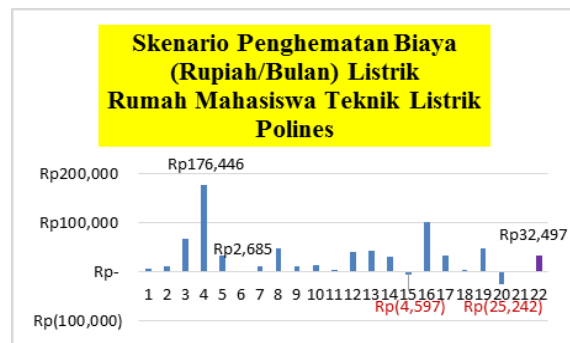 Skenario Penghematan Biaya
(Rupiah/Bulan) Listrik
Rumah Mahasiswa Teknik Listrik
Polines
Rp176,446
Rp200,000
Rp100,000
Rp2,685
Rp32,497
Rp-
1 2 3 4 5 6 7 8 9 10 11 12 13 14 15 16 17 18 19 20 21 22
Rp(4,597)
Rp(25,242)
Rp(100,000)